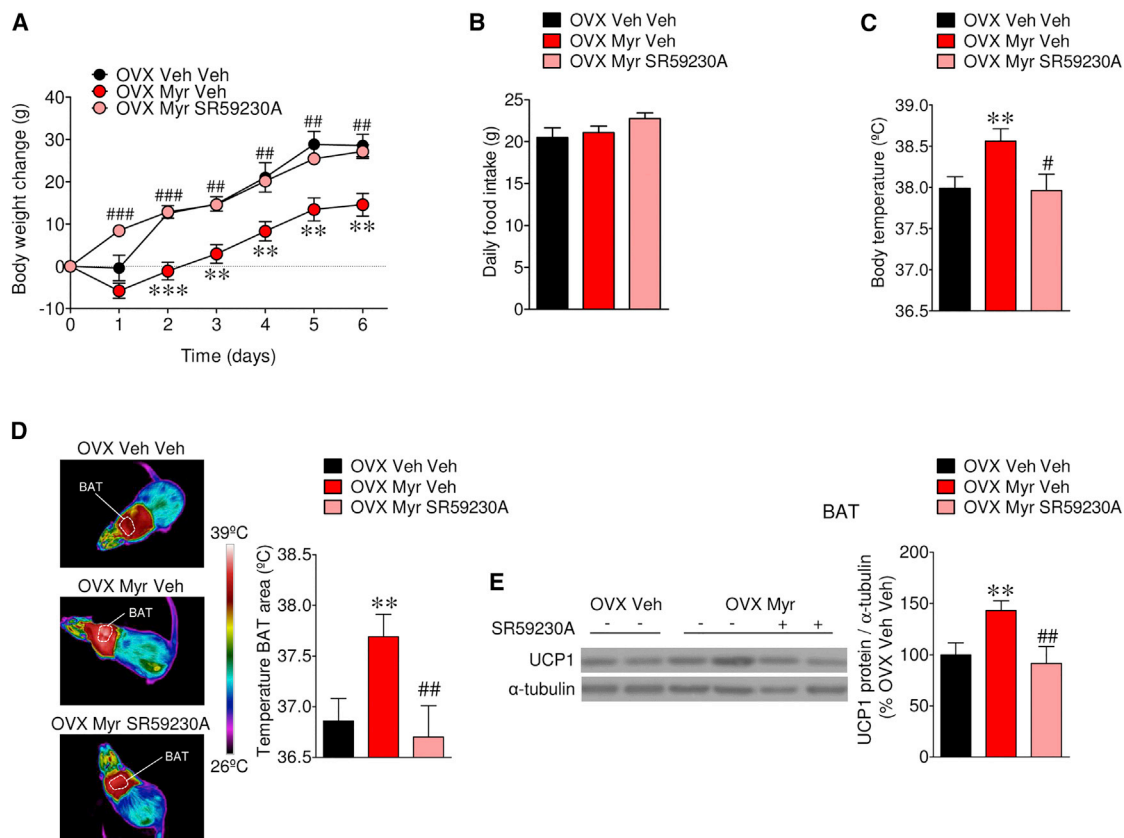 A
OVX Veh Veh
OVX Myr Veh
OVX Myr SR59230A
Body weight change (g)
40
30
20
10
0
-10
###
###
##
##
##
##
***
**
**
**
**
0 1 2 3 4 5 6
Time (days)
B
OVX Veh Veh
OVX Myr Veh
OVX Myr SR59230A
Daily food intake (g)
25
20
15
10
5
0
C
OVX Veh Veh
OVX Myr Veh
OVX Myr SR59230A
Body temperature (ºC)
39.0
38.5
38.0
37.5
37.0
36.5
**
#
D
OVX Veh Veh
BAT
OVX Myr Veh
BAT
OVX Myr SR59230A
BAT
39ºC
26ºC
OVX Veh Veh
OVX Myr Veh
OVX Myr SR59230A
Temperature BAT area (ºC)
38.5
38.0
37.5
37.0
36.5
**
##
BAT
E
OVX Veh OVX Myr
SR59230A - - - - + +
UCP1
α-tubulin
OVX Veh Veh
OVX Myr Veh
OVX Myr SR59230A
UCP1 protein / α-tubulin
(% OVX Veh Veh)
200
150
100
50
0
**
##